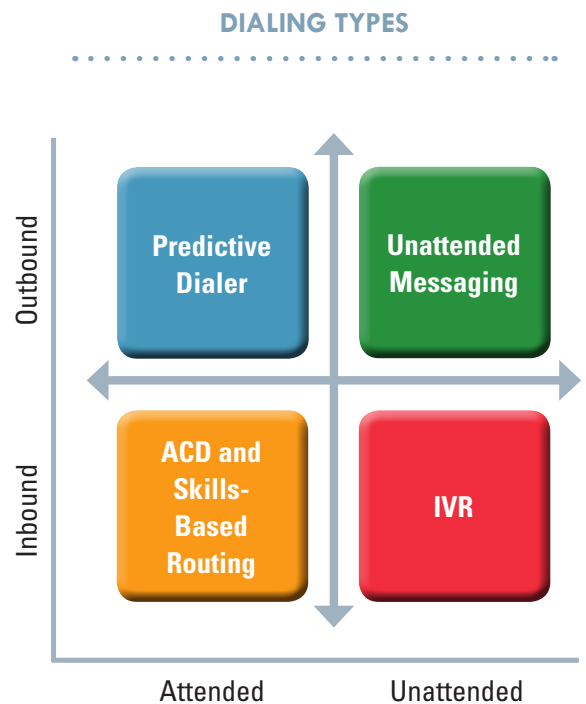 DIALING TYPES
Outbound
Predictive
Dialer
Unattended
Messaging
Inbound
ACD and
Skills-
Based
Routing
IVR
Attended
Unattended